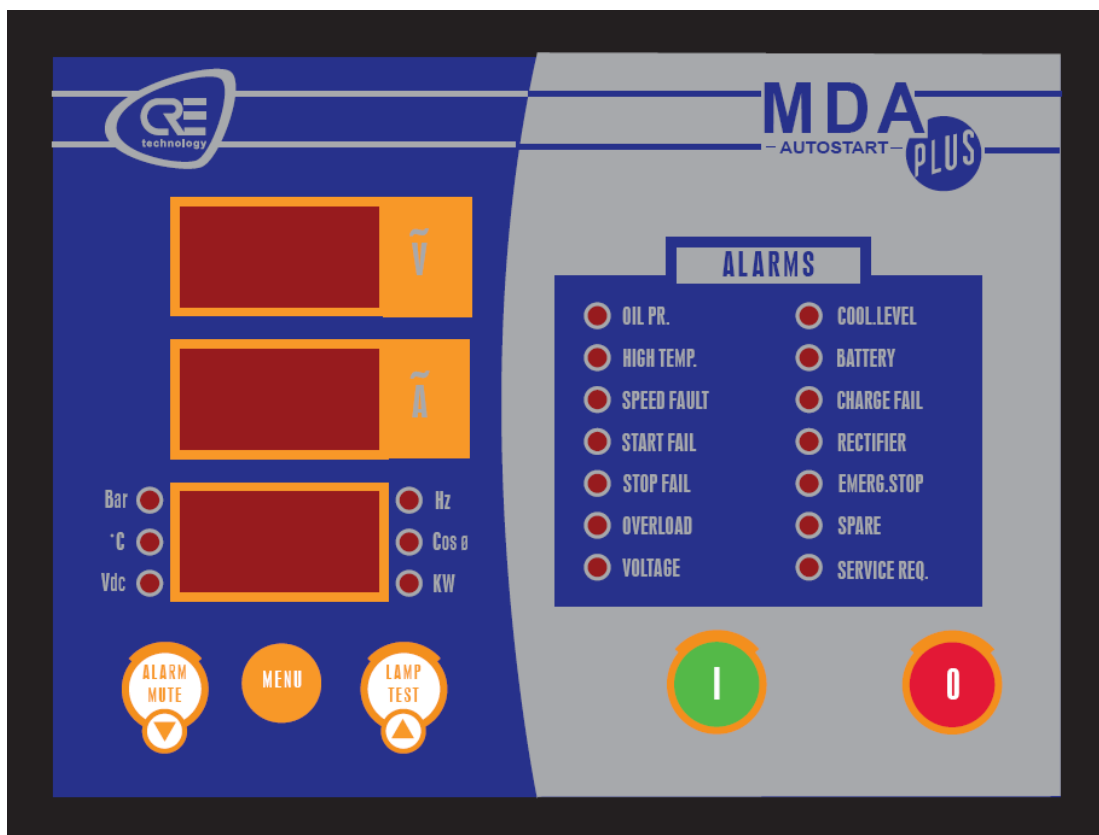 CRE
technology
MDA
- AUTOSTART -
PLUS
Ṽ
Ã
Bar
°C
Vdc
Hz
Cos ø
KW
ALARM
MUTE
MENU
LAMP
TEST
ALARMS
OIL PR.
HIGH TEMP.
SPEED FAULT
START FAIL
STOP FAIL
OVERLOAD
VOLTAGE
COOL.LEVEL
BATTERY
CHARGE FAIL
RECTIFIER
EMERG.STOP
SPARE
SERVICE REQ.
I
0